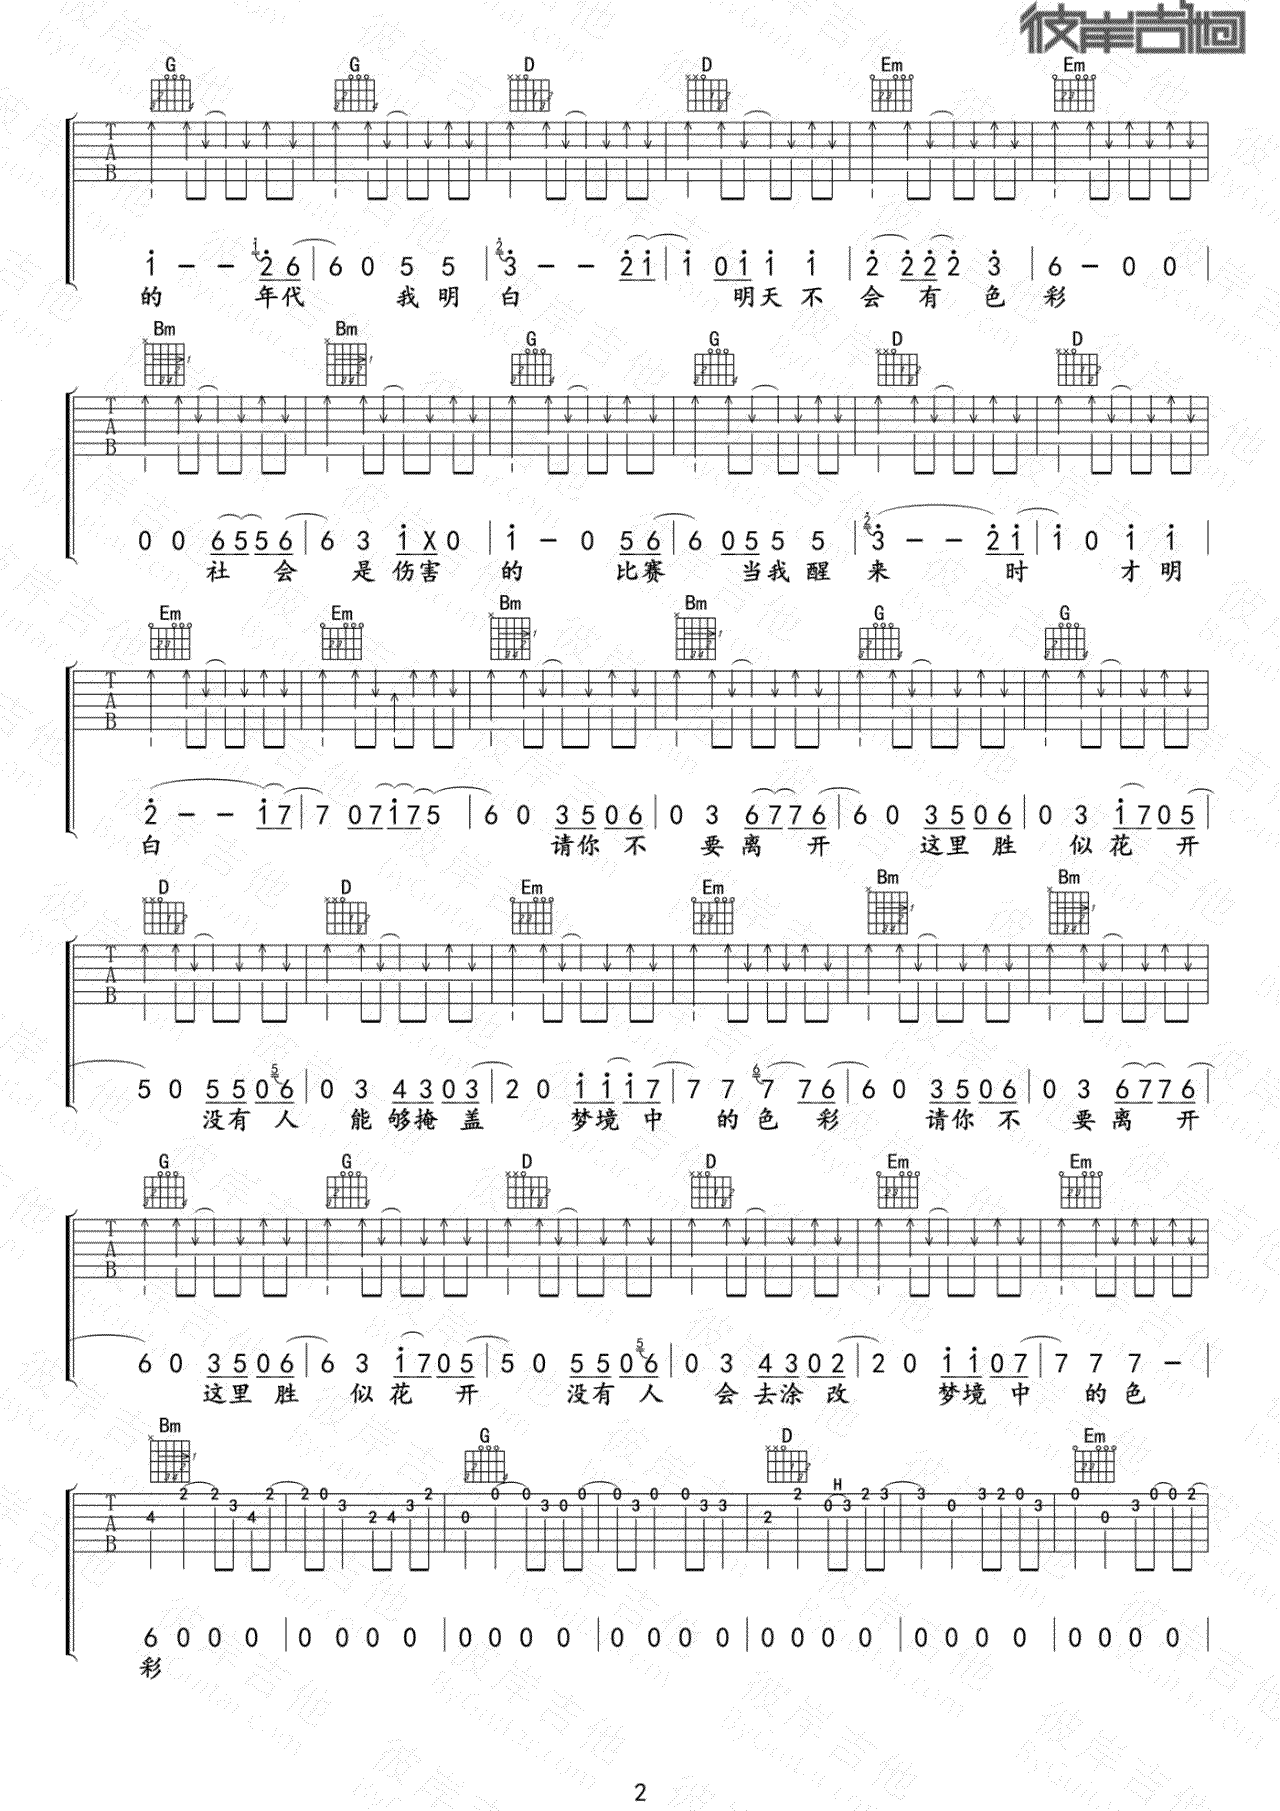 彼岸吉他
G G D D Em Em
T A B
i - - 2 6 | 6 0 5 5 | 3 - - 2 i | i 0 i i i | 2 2 2 2 3 | 6 - 0 0 |
的 年代 我明 白 明天不 会有色彩
Bm Bm G G D D
T A B
0 0 6 5 5 6 | 6 3 i X 0 | i - 0 5 6 | 6 0 5 5 5 | 3 - - 2 i | i 0 i i |
社会 是伤害 的 比赛 当我醒 来 时 才明
Em Em Bm Bm G G
T A B
2 - - i 7 | 7 0 7 i 7 5 | 6 0 3 5 0 6 | 0 3 6 7 7 6 | 6 0 3 5 0 6 | 0 3 i 7 0 5 |
白 请你不 要离开 这里胜 似花开
D D Em Em Bm Bm
T A B
5 0 5 5 0 6 | 0 3 4 3 0 3 | 2 0 i i i 7 | 7 7 7 7 6 | 6 0 3 5 0 6 | 0 3 6 7 7 6 |
没有人 能够掩盖 梦境中 的色彩 请你不 要离开
G G D D Em Em
T A B
6 0 3 5 0 6 | 6 3 i 7 0 5 | 5 0 5 5 0 6 | 0 3 4 3 0 2 | 2 0 i i 0 7 | 7 7 7 - |
这里胜 似花开 没有人 会去涂改 梦境中 的色
Bm G D Em
T A B
4 2 2 3 4 2 2 0 3 2 4 3 2 0 0 0 3 0 0 0 3 0 0 3 3 2 2 0 H 3 2 3 3 0 3 2 0 3 0 0 3 0 0 2
6 0 0 0 | 0 0 0 0 | 0 0 0 0 | 0 0 0 0 | 0 0 0 0 | 0 0 0 0 | 0 0 0 0 |
彩
2